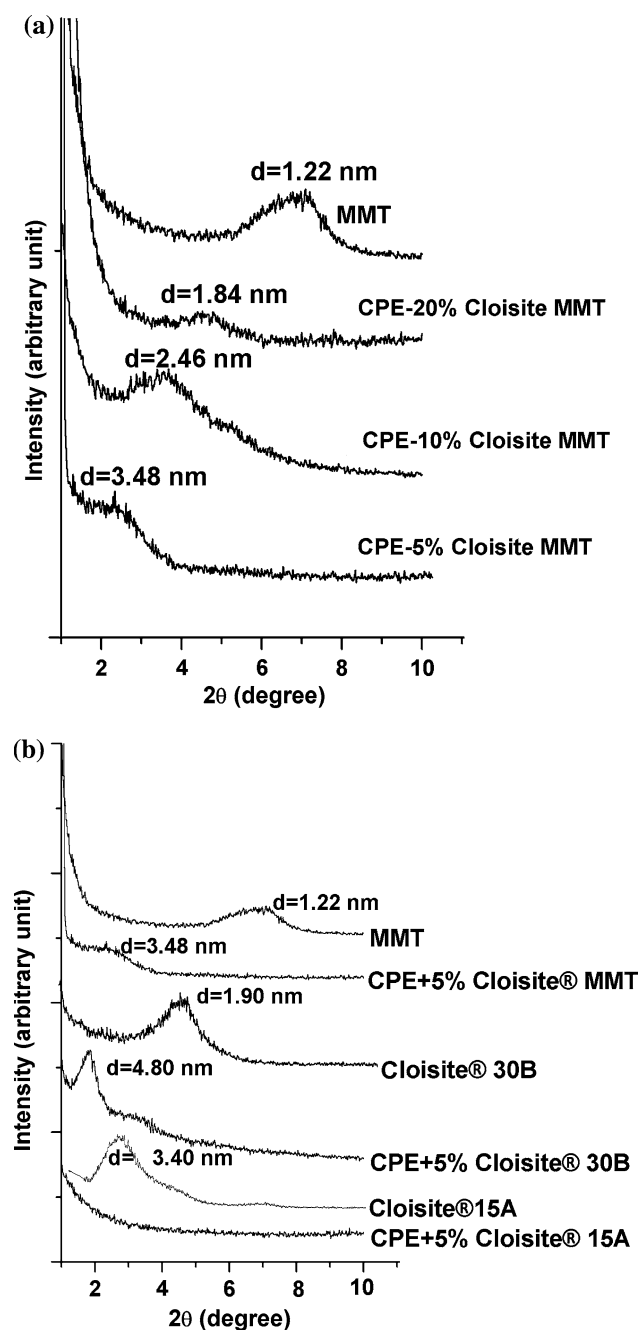 (a)
d=1.22 nm
MMT
d=1.84 nm
CPE-20% Cloisite MMT
d=2.46 nm
CPE-10% Cloisite MMT
d=3.48 nm
CPE-5% Cloisite MMT
Intensity (arbitrary unit)
2 4 6 8 10
2θ (degree)
(b)
d=1.22 nm
MMT
d=3.48 nm
CPE+5% Cloisite® MMT
d=1.90 nm
Cloisite® 30B
d=4.80 nm
CPE+5% Cloisite® 30B
d= 3.40 nm
Cloisite®15A
CPE+5% Cloisite® 15A
Intensity (arbitrary unit)
2 4 6 8 10
2θ (degree)